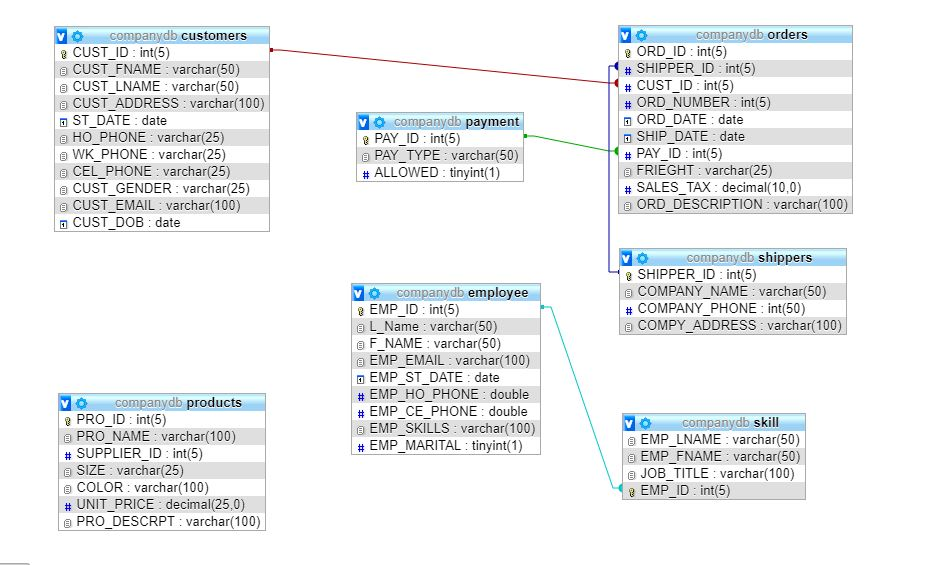 companydb customers
CUST_ID : int(5)
CUST_FNAME : varchar(50)
CUST_LNAME : varchar(50)
CUST_ADDRESS : varchar(100)
ST_DATE : date
HO_PHONE : varchar(25)
WK_PHONE : varchar(25)
CEL_PHONE : varchar(25)
CUST_GENDER : varchar(25)
CUST_EMAIL : varchar(100)
CUST_DOB : date
companydb payment
PAY_ID : int(5)
PAY_TYPE : varchar(50)
ALLOWED : tinyint(1)
companydb orders
ORD_ID : int(5)
SHIPPER_ID : int(5)
CUST_ID : int(5)
ORD_NUMBER : int(5)
ORD_DATE : date
SHIP_DATE : date
PAY_ID : int(5)
FRIEGHT : varchar(25)
SALES_TAX : decimal(10,0)
ORD_DESCRIPTION : varchar(100)
companydb shippers
SHIPPER_ID : int(5)
COMPANY_NAME : varchar(50)
COMPANY_PHONE : int(50)
COMPY_ADDRESS : varchar(100)
companydb employee
EMP_ID : int(5)
L_Name : varchar(50)
F_NAME : varchar(50)
EMP_EMAIL : varchar(100)
EMP_ST_DATE : date
EMP_HO_PHONE : double
EMP_CE_PHONE : double
EMP_SKILLS : varchar(100)
EMP_MARITAL : tinyint(1)
companydb products
PRO_ID : int(5)
PRO_NAME : varchar(100)
SUPPLIER_ID : int(5)
SIZE : varchar(25)
COLOR : varchar(100)
UNIT_PRICE : decimal(25,0)
PRO_DESCRPT : varchar(100)
companydb skill
EMP_LNAME : varchar(50)
EMP_FNAME : varchar(50)
JOB_TITLE : varchar(100)
EMP_ID : int(5)